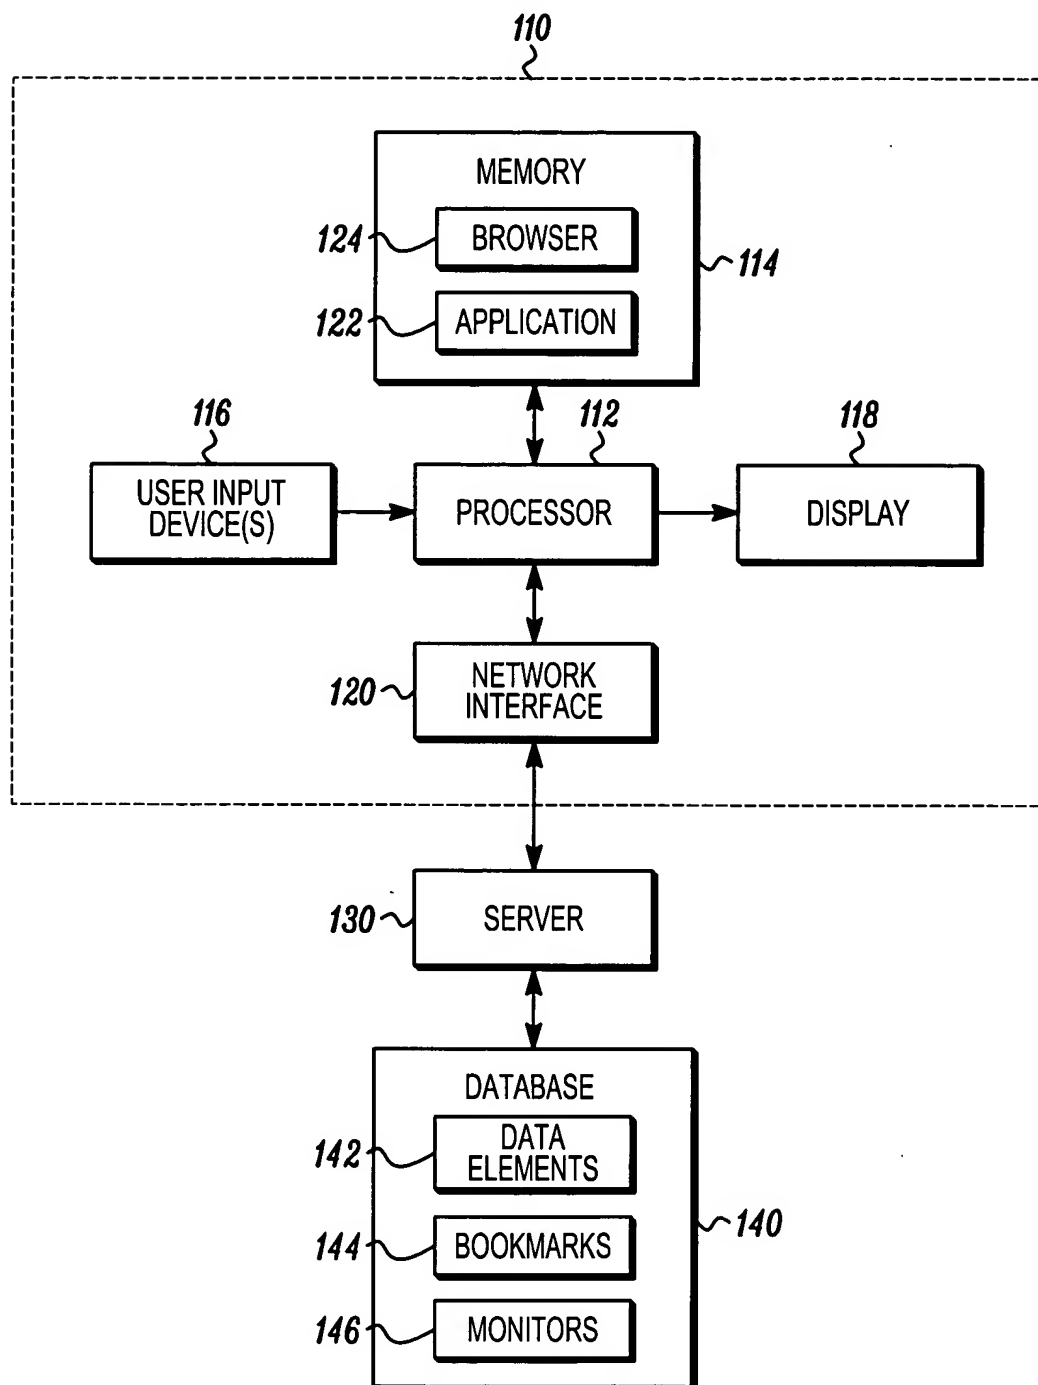 110
MEMORY
124
BROWSER
114
122
APPLICATION
116
112
118
USER INPUT
DEVICE(S)
PROCESSOR
DISPLAY
120
NETWORK
INTERFACE
130
SERVER
DATABASE
142
DATA
ELEMENTS
144
BOOKMARKS
140
146
MONITORS